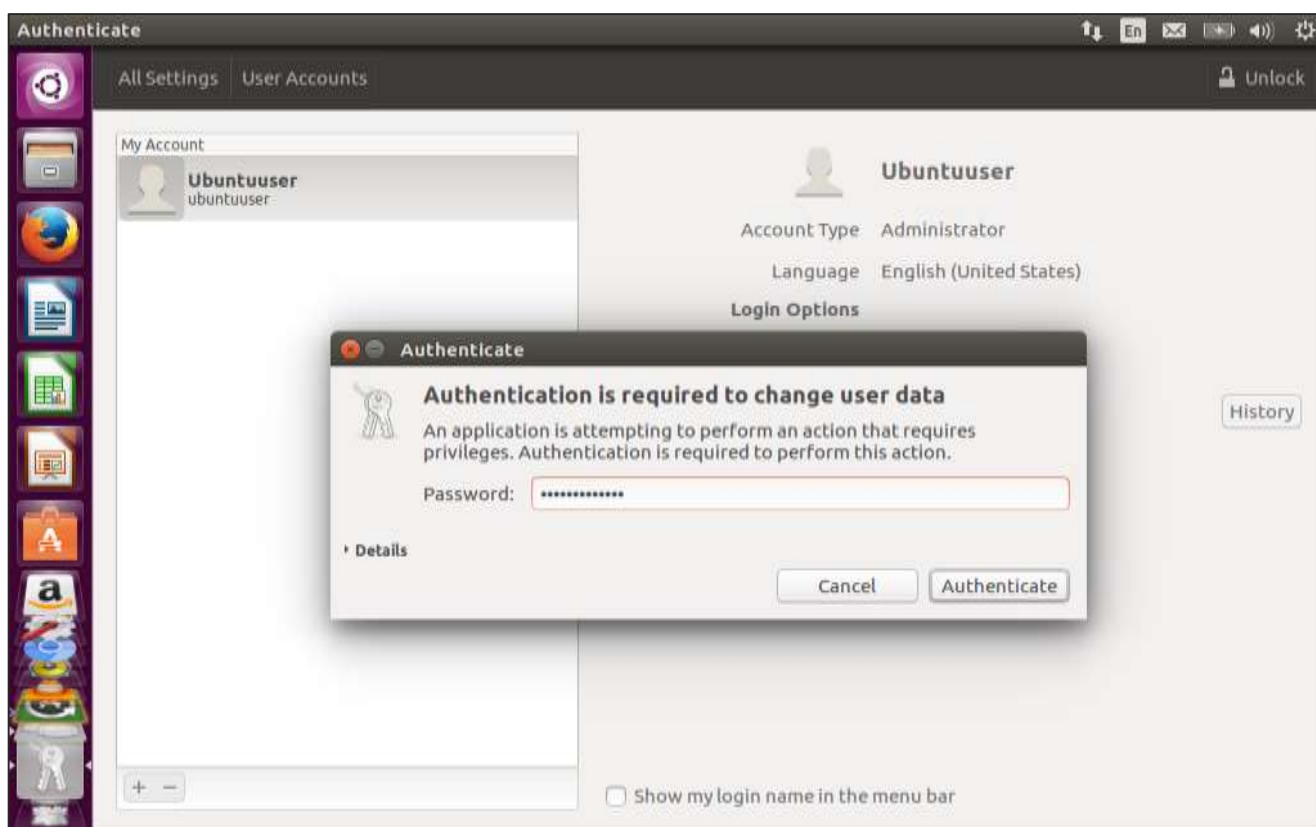 Authenticate
En
All Settings User Accounts
Unlock
My Account
Ubuntuuser
ubuntuuser
Ubuntuuser
Account Type Administrator
Language English (United States)
Login Options
History
Authenticate
Authentication is required to change user data
An application is attempting to perform an action that requires
privileges. Authentication is required to perform this action.
Password: •••••••••••••
Details
Cancel Authenticate
+ -
Show my login name in the menu bar